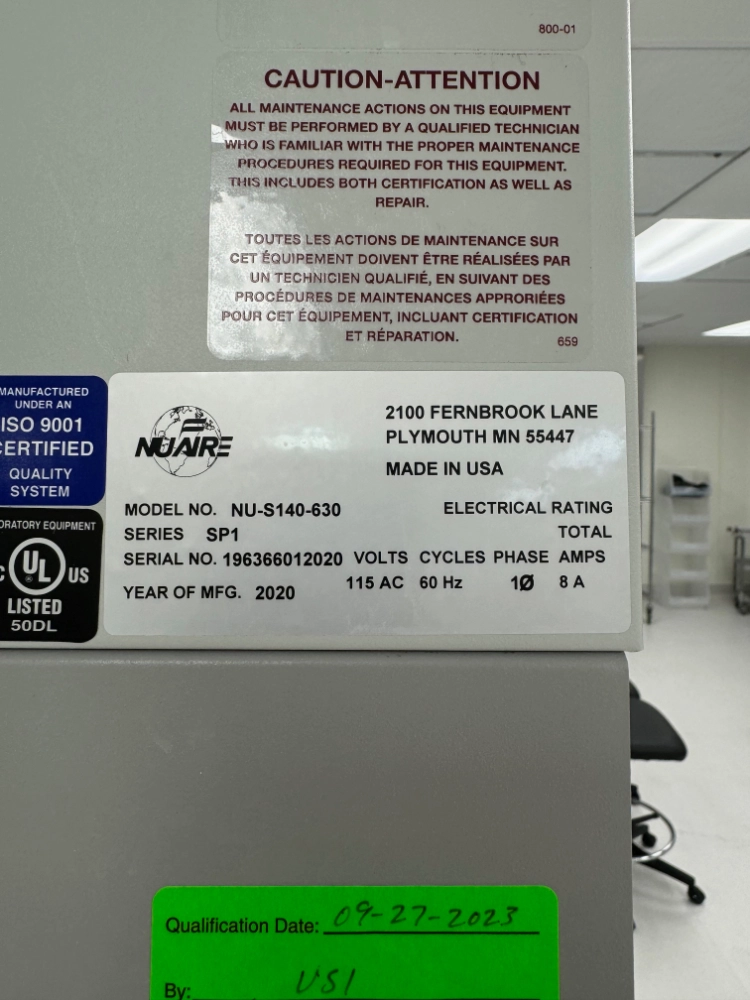 800-01
CAUTION-ATTENTION
ALL MAINTENANCE ACTIONS ON THIS EQUIPMENT
MUST BE PERFORMED BY A QUALIFIED TECHNICIAN
WHO IS FAMILIAR WITH THE PROPER MAINTENANCE
PROCEDURES REQUIRED FOR THIS EQUIPMENT.
THIS INCLUDES BOTH CERTIFICATION AS WELL AS
REPAIR.
TOUTES LES ACTIONS DE MAINTENANCE SUR
CET ÉQUIPEMENT DOIVENT ÊTRE RÉALISÉES PAR
UN TECHNICIEN QUALIFIÉ, EN SUIVANT DES
PROCÉDURES DE MAINTENANCES APPRORIÉES
POUR CET ÉQUIPEMENT, INCLUANT CERTIFICATION
ET RÉPARATION.
659
MANUFACTURED
UNDER AN
ISO 9001
CERTIFIED
QUALITY
SYSTEM
ORATORY EQUIPMENT
C UL US
LISTED
50DL
NUAIRE
2100 FERNBROOK LANE
PLYMOUTH MN 55447
MADE IN USA
MODEL NO. NU-S140-630 ELECTRICAL RATING
SERIES SP1 TOTAL
SERIAL NO. 196366012020 VOLTS CYCLES PHASE AMPS
YEAR OF MFG. 2020 115 AC 60 Hz 1Ø 8 A
Qualification Date: 09-27-2023
By: VSI